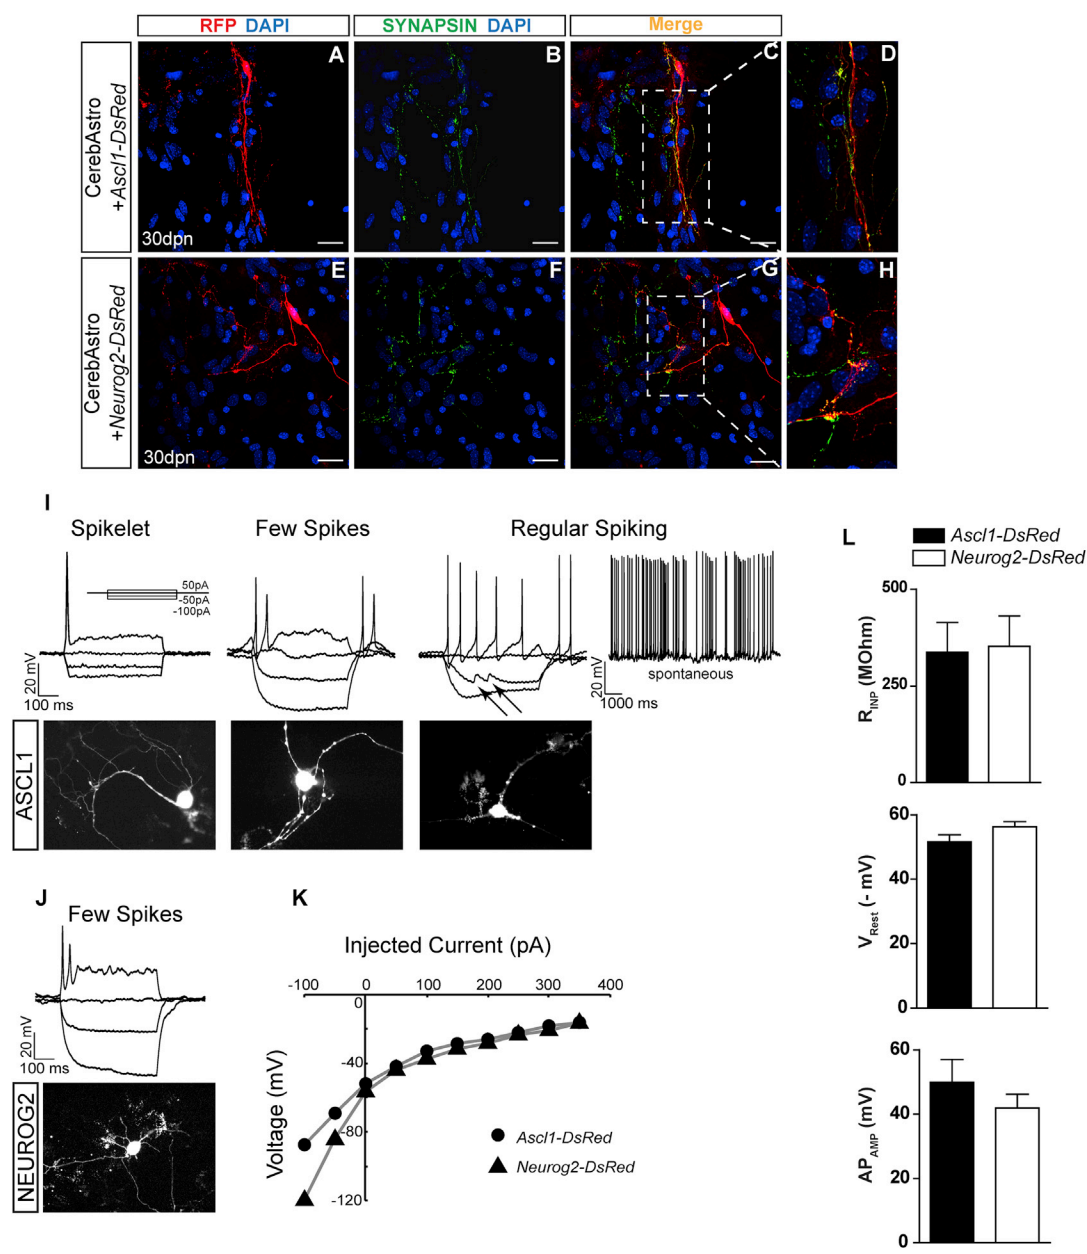 RFP DAPI
SYNAPSIN DAPI
Merge
CerebAstro
+Ascl1-DsRed
A
B
C
D
30dpn
CerebAstro
+Neurog2-DsRed
E
F
G
H
30dpn
I
Spikelet
Few Spikes
Regular Spiking
50pA
-50pA
-100pA
20 mV
100 ms
20 mV
1000 ms
spontaneous
ASCL1
J
Few Spikes
20 mV
100 ms
NEUROG2
K
Injected Current (pA)
-100
0
100
200
300
400
0
-40
-80
-120
Voltage (mV)
Ascl1-DsRed
Neurog2-DsRed
L
Ascl1-DsRed
Neurog2-DsRed
500
250
0
RINP (MOhm)
60
40
20
0
VRest (- mV)
60
40
20
0
APAMP (mV)